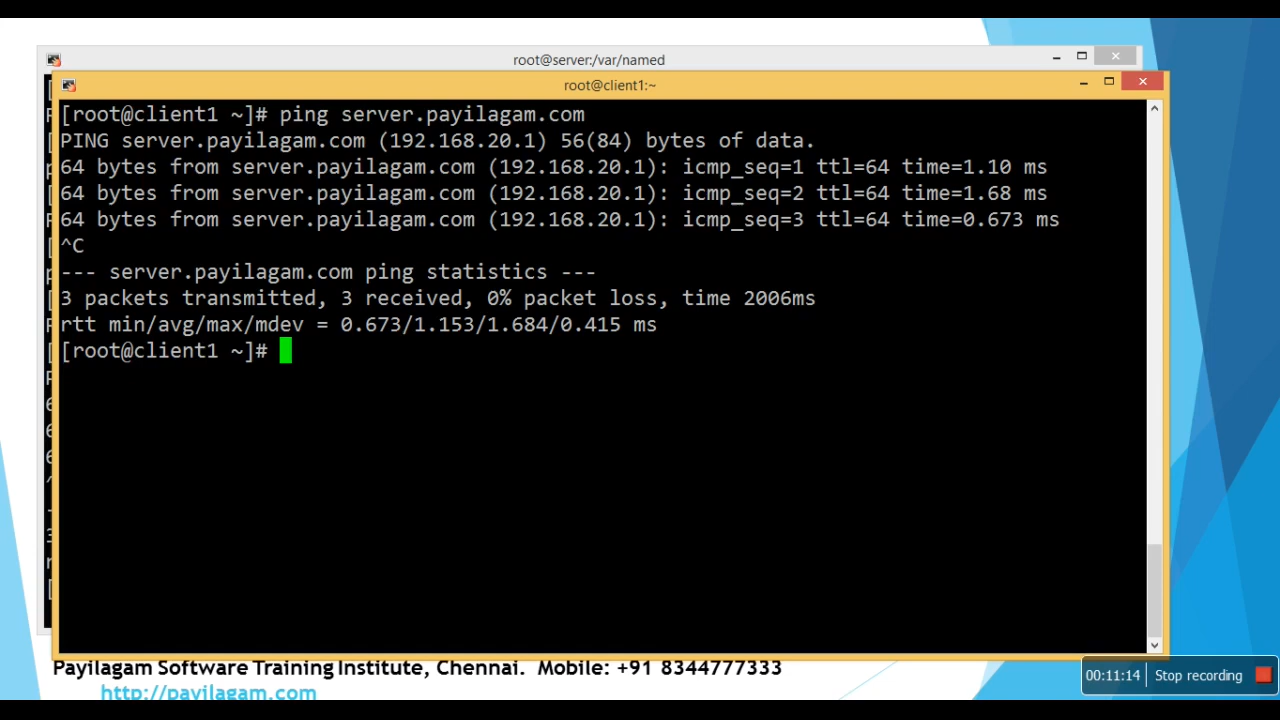 root@server:/var/named
root@client1:~
[root@client1 ~]# ping server.payilagam.com
PING server.payilagam.com (192.168.20.1) 56(84) bytes of data.
64 bytes from server.payilagam.com (192.168.20.1): icmp_seq=1 ttl=64 time=1.10 ms
64 bytes from server.payilagam.com (192.168.20.1): icmp_seq=2 ttl=64 time=1.68 ms
64 bytes from server.payilagam.com (192.168.20.1): icmp_seq=3 ttl=64 time=0.673 ms
^C
--- server.payilagam.com ping statistics ---
3 packets transmitted, 3 received, 0% packet loss, time 2006ms
rtt min/avg/max/mdev = 0.673/1.153/1.684/0.415 ms
[root@client1 ~]#
Payilagam Software Training Institute, Chennai. Mobile: +91 8344777333
http://payilagam.com
00:11:14 Stop recording